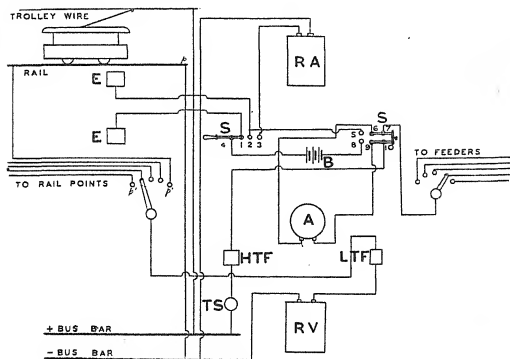 TROLLEY WIRE
RAIL
p
E
E
RA
S
4 1 2 3
S
6 7
5
8 9 10
B
TO FEEDERS
TO RAIL POINTS
p' p'
A
HTF
LTF
TS
RV
+ BUS BAR
− BUS BAR